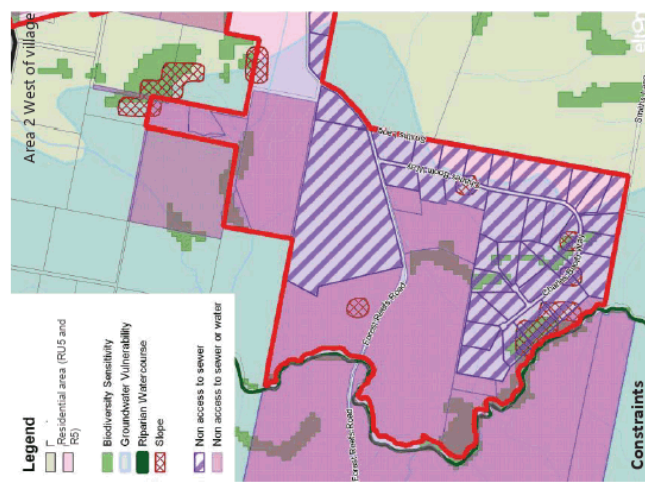 Area 2 West of village
elton
Legend
Residential area (RU5 and
R5)
Biodiversity Sensitivity
Groundwater Vulnerability
Riparian Watercourse
Slope
Non access to sewer
Non access to sewer or water
Forest Reefs Road
Forest Reefs Road
Constraints